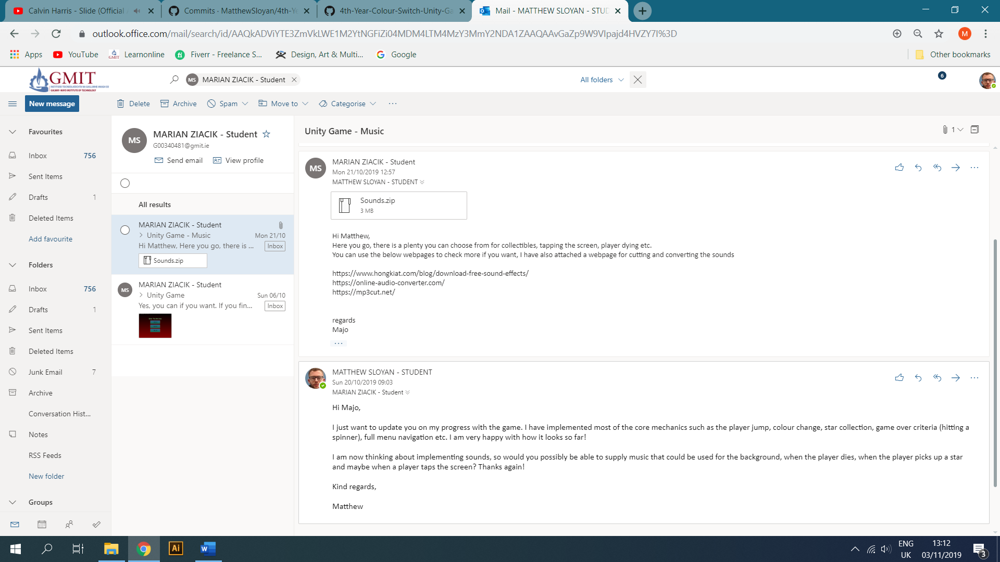 Calvin Harris - Slide (Official
Commits · MatthewSloyan/4th-Ye
4th-Year-Colour-Switch-Unity-Ga
Mail - MATTHEW SLOYAN - STUD
outlook.office.com/mail/search/id/AAQkADViYTE3ZmVkLWE1M2YtNGFiZi04MDM4LTM4MzY3MmY2NDA1ZAAQAAvGaZp9W9VIpajd4HVZY7I%3D
M
Apps
YouTube
Learnonline
Fiverr - Freelance S...
Design, Art & Multi...
Google
Other bookmarks
GMIT
GALWAY-MAYO INSTITUTE OF TECHNOLOGY
MS
MARIAN ZIACIK - Student
All folders
6
New message
Delete
Archive
Spam
Move to
Categorise
Favourites
Inbox 756
Sent Items
Drafts 1
Deleted Items
Add favourite
Folders
Inbox 756
Drafts 1
Sent Items
Deleted Items
Junk Email 7
Archive
Conversation Hist...
Notes
RSS Feeds
New folder
Groups
MS
MARIAN ZIACIK - Student
G00340481@gmit.ie
Send email
View profile
All results
MARIAN ZIACIK - Student
Unity Game - Music Mon 21/10
Hi Matthew, Here you go, there is ... Inbox
Sounds.zip
MS
MARIAN ZIACIK - Student
Unity Game Sun 06/10
Yes, you can if you want. If you fin... Inbox
Unity Game - Music
1
MS
MARIAN ZIACIK - Student
Mon 21/10/2019 12:57
MATTHEW SLOYAN - STUDENT
Sounds.zip
3 MB
Hi Matthew,
Here you go, there is a plenty you can choose from for collectibles, tapping the screen, player dying etc.
You can use the below webpages to check more if you want, I have also attached a webpage for cutting and converting the sounds
https://www.hongkiat.com/blog/download-free-sound-effects/
https://online-audio-converter.com/
https://mp3cut.net/
regards
Majo
...
MATTHEW SLOYAN - STUDENT
Sun 20/10/2019 09:03
MARIAN ZIACIK - Student
Hi Majo,
I just want to update you on my progress with the game. I have implemented most of the core mechanics such as the player jump, colour change, star collection, game over criteria (hitting a
spinner), full menu navigation etc. I am very happy with how it looks so far!
I am now thinking about implementing sounds, so would you possibly be able to supply music that could be used for the background, when the player dies, when the player picks up a star
and maybe when a player taps the screen? Thanks again!
Kind regards,
Matthew
Ai
W
ENG
UK
13:12
03/11/2019
3